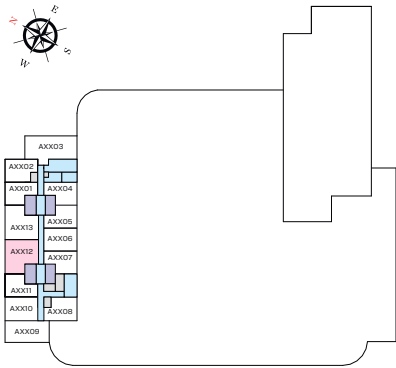 N
E
S
W
AXX03
AXX02
AXX01 AXX04
AXX13 AXX05
AXX06
AXX12 AXX07
AXX11
AXX10 AXX08
AXX09